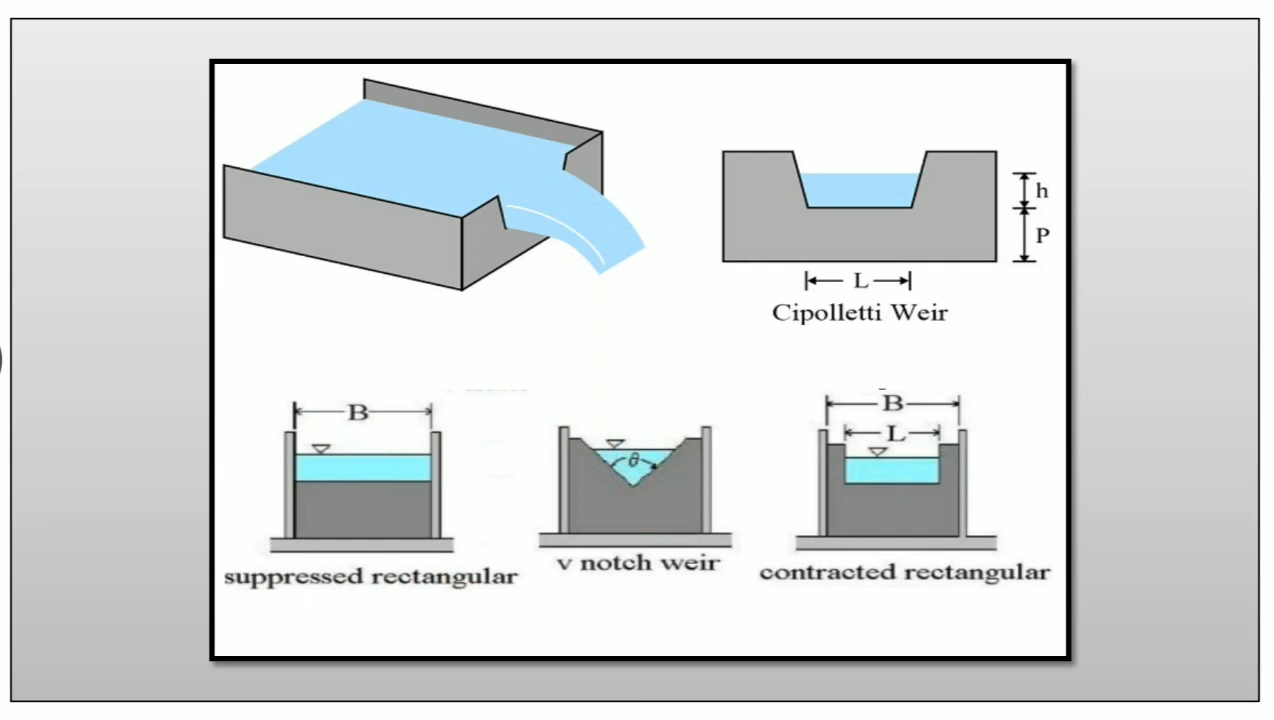 h
P
L
Cipolletti Weir
B
θ
B
L
suppressed rectangular
v notch weir
contracted rectangular